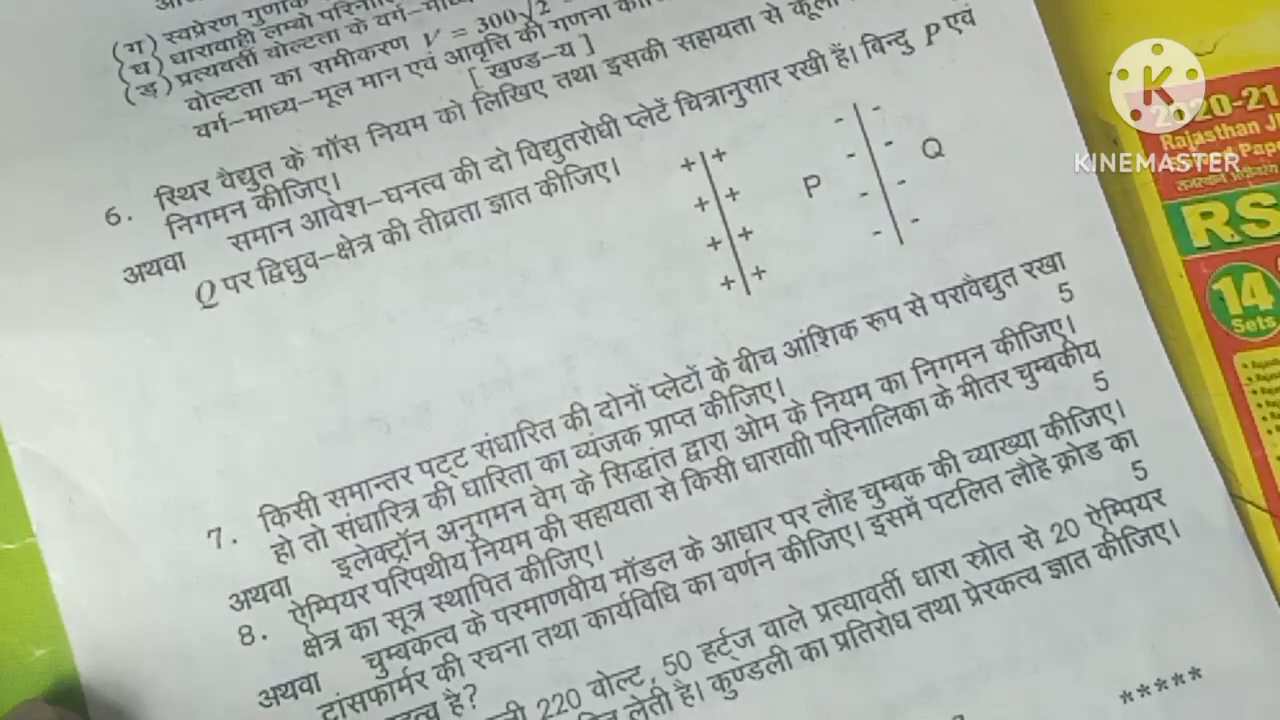 (ग) स्वप्रेरण गुणांक
(घ) धारावाही लम्बी परिनालि
(ङ) प्रत्यवर्ती वोल्टता के वर्ग-माध्य
वोल्टता का समीकरण V = 300√2
वर्ग-माध्य-मूल मान एवं आवृत्ति की गणना
[ खण्ड-य ]
6. स्थिर वैद्युत के गॉस नियम को लिखिए तथा इसकी सहायता से
निगमन कीजिए।
अथवा समान आवेश-घनत्व की दो विद्युतरोधी प्लेटें चित्रानुसार रखी हैं। बिन्दु P एवं
Q पर द्विध्रुव-क्षेत्र की तीव्रता ज्ञात कीजिए।
+ + - -
+ + P - - Q
+ + - -
+ + - -
7. किसी समान्तर पट्ट संधारित की दोनों प्लेटों के बीच आंशिक रूप से परावैद्युत रखा
हो तो संधारित्र की धारिता का व्यंजक प्राप्त कीजिए। 5
अथवा इलेक्ट्रॉन अनुगमन वेग के सिद्धांत द्वारा ओम के नियम का निगमन कीजिए।
8. ऐम्पियर परिपथीय नियम की सहायता से किसी धारावाी परिनालिका के भीतर चुम्बकीय
क्षेत्र का सूत्र स्थापित कीजिए। 5
अथवा चुम्बकत्व के परमाणवीय मॉडल के आधार पर लौह चुम्बक की व्याख्या कीजिए।
ट्रांसफार्मर की रचना तथा कार्यविधि का वर्णन कीजिए। इसमें पटलित लौहे क्रोड का
है? 5
220 वोल्ट, 50 हर्ट्ज वाले प्रत्यावर्ती धारा स्त्रोत से 20 ऐम्पियर
लेती है। कुण्डली का प्रतिरोध तथा प्रेरकत्व ज्ञात कीजिए।
*****
K
KINEMASTER
2020-21
Rajasthan
RS
14
Sets